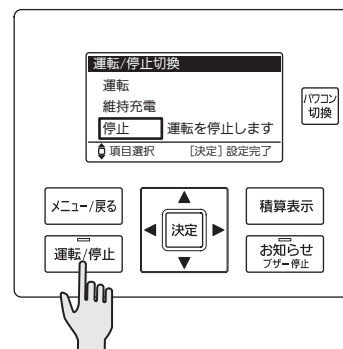 運転/停止切換
運転
維持充電
停止 運転を停止します
項目選択 [決定] 設定完了
パワコン
切換
メニュー/戻る
決定
積算表示
運転/停止
お知らせ
ブザー停止